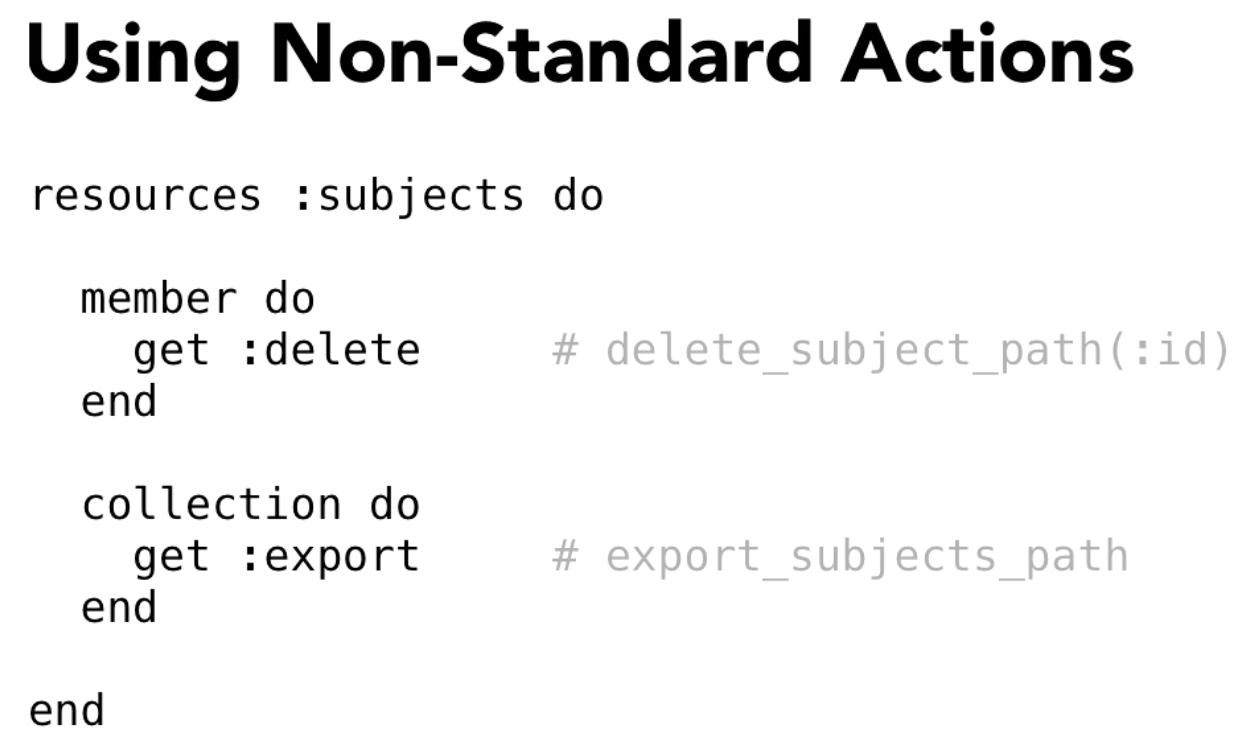 Using Non-Standard Actions
resources :subjects do
member do
get :delete # delete_subject_path(:id)
end
collection do
get :export # export_subjects_path
end
end